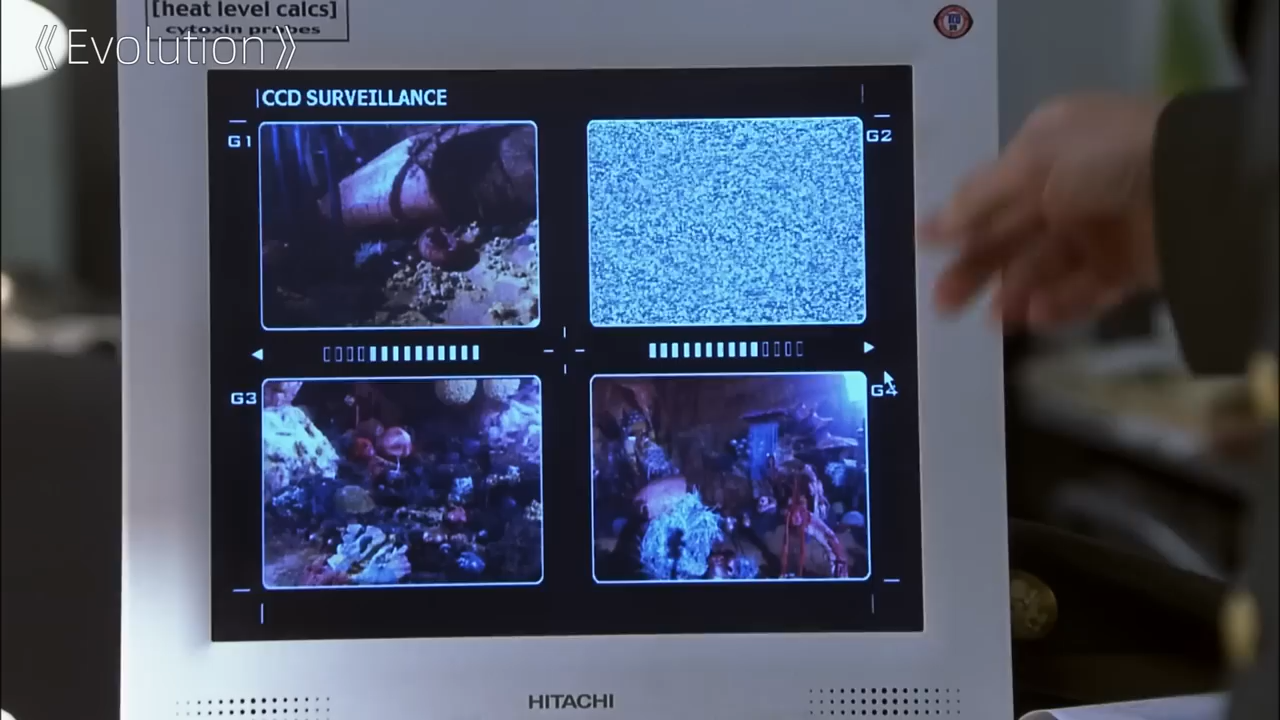 [heat level calcs]
cytoxin probes
《Evolution》
CCD SURVEILLANCE
G1
G2
G3
G4
HITACHI